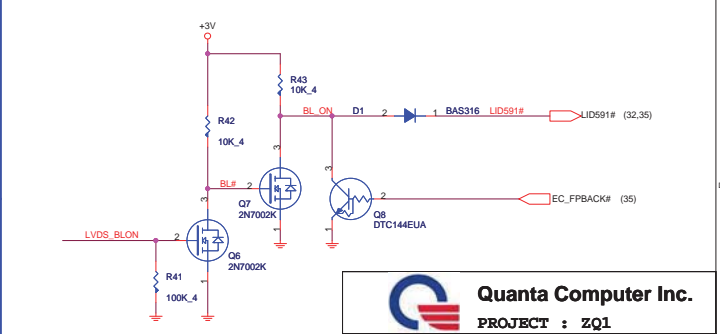 +3V
R43
10K_4
BL_ON
D1
2
1
BAS316
LID591#
LID591# (32,35)
R42
10K_4
3
3
BL#
2
2
EC_FPBACK# (35)
Q7
2N7002K
Q8
DTC144EUA
3
1
1
LVDS_BLON
2
Q6
2N7002K
R41
100K_4
1
Quanta Computer Inc.
PROJECT : ZQ1